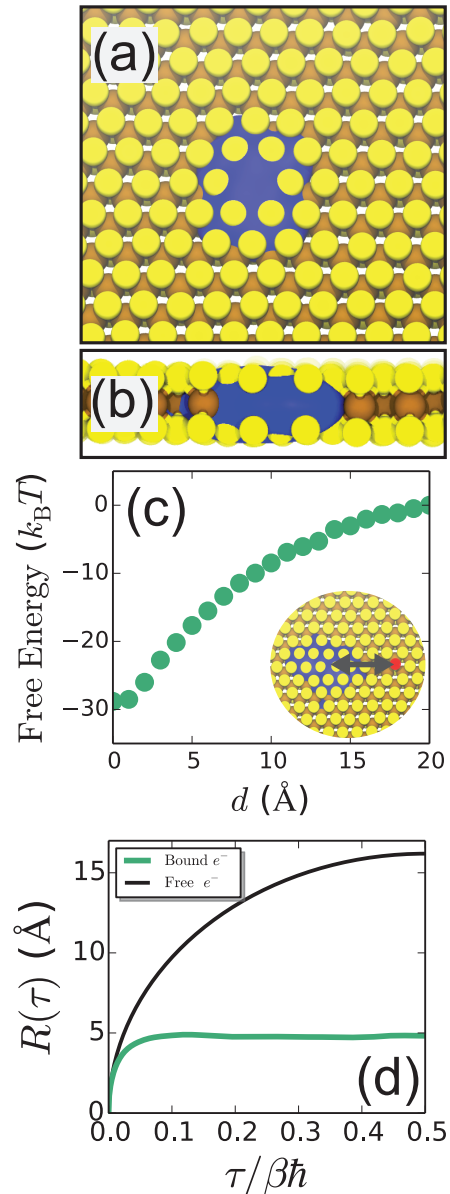 (a)
(b)
(c)
Free Energy (k_BT)
0
−10
−20
−30
0 5 10 15 20
d (Å)
Bound e⁻
Free e⁻
R(τ) (Å)
15
10
5
0
(d)
0.0 0.1 0.2 0.3 0.4 0.5
τ/βħ